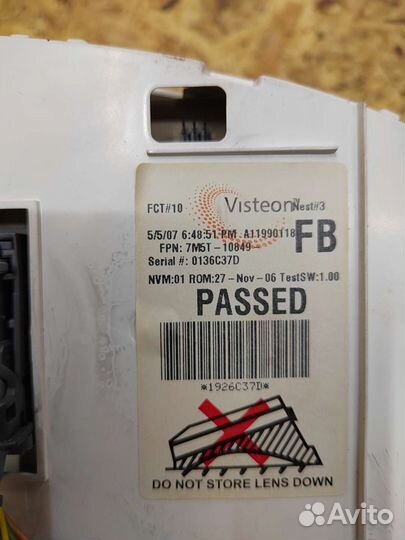 FCT#10 Visteon Nest#3
5/5/07 6:48:51 PM A11990118
FPN: 7M5T-10849- FB
Serial #: 0136C37D
NVM:01 ROM:27-Nov-06 TestSW:1.00
PASSED
*1926C37D*
DO NOT STORE LENS DOWN
Avito